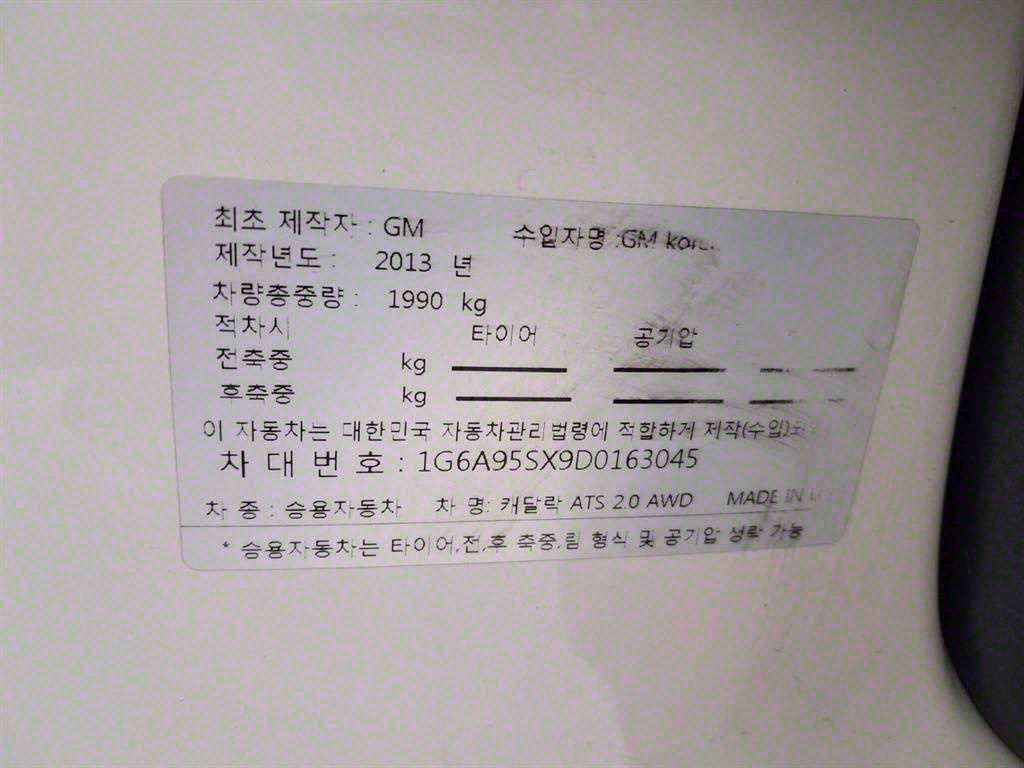 최초 제작자 : GM 수입자명 :GM
제작년도 : 2013 년
차량총중량 : 1990 kg
적차시 타이어 공기압
전축중 kg
후축중 kg
이 자동차는 대한민국 자동차관리법령에 적합하게 제작(수입)
차 대 번 호 : 1G6A95SX9D0163045
차 종 : 승용자동차 차 명: 캐달락 ATS 2.0 AWD MADE IN
* 승용자동차는 타이어,전,후 축중,림 형식 및 공기압 생략 가능